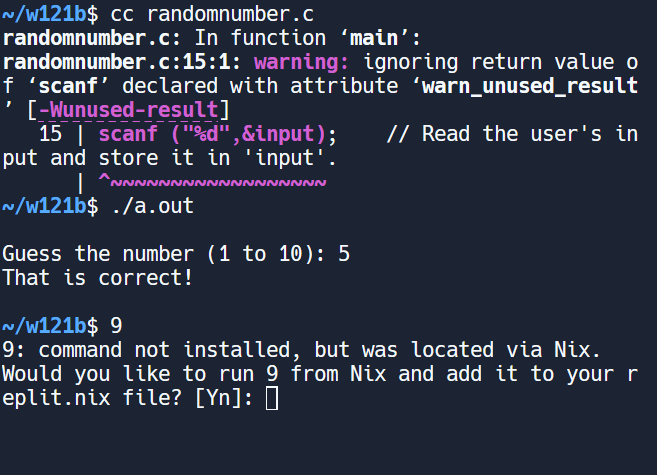 ~/w121b$ cc randomnumber.c
randomnumber.c: In function ‘main’:
randomnumber.c:15:1: warning: ignoring return value o
f ‘scanf’ declared with attribute ‘warn_unused_result
’ [-Wunused-result]
   15 | scanf ("%d",&input);    // Read the user's in
put and store it in 'input'.
      | ^~~~~~~~~~~~~~~~~~~
~/w121b$ ./a.out

Guess the number (1 to 10): 5
That is correct!

~/w121b$ 9
9: command not installed, but was located via Nix.
Would you like to run 9 from Nix and add it to your r
eplit.nix file? [Yn]: